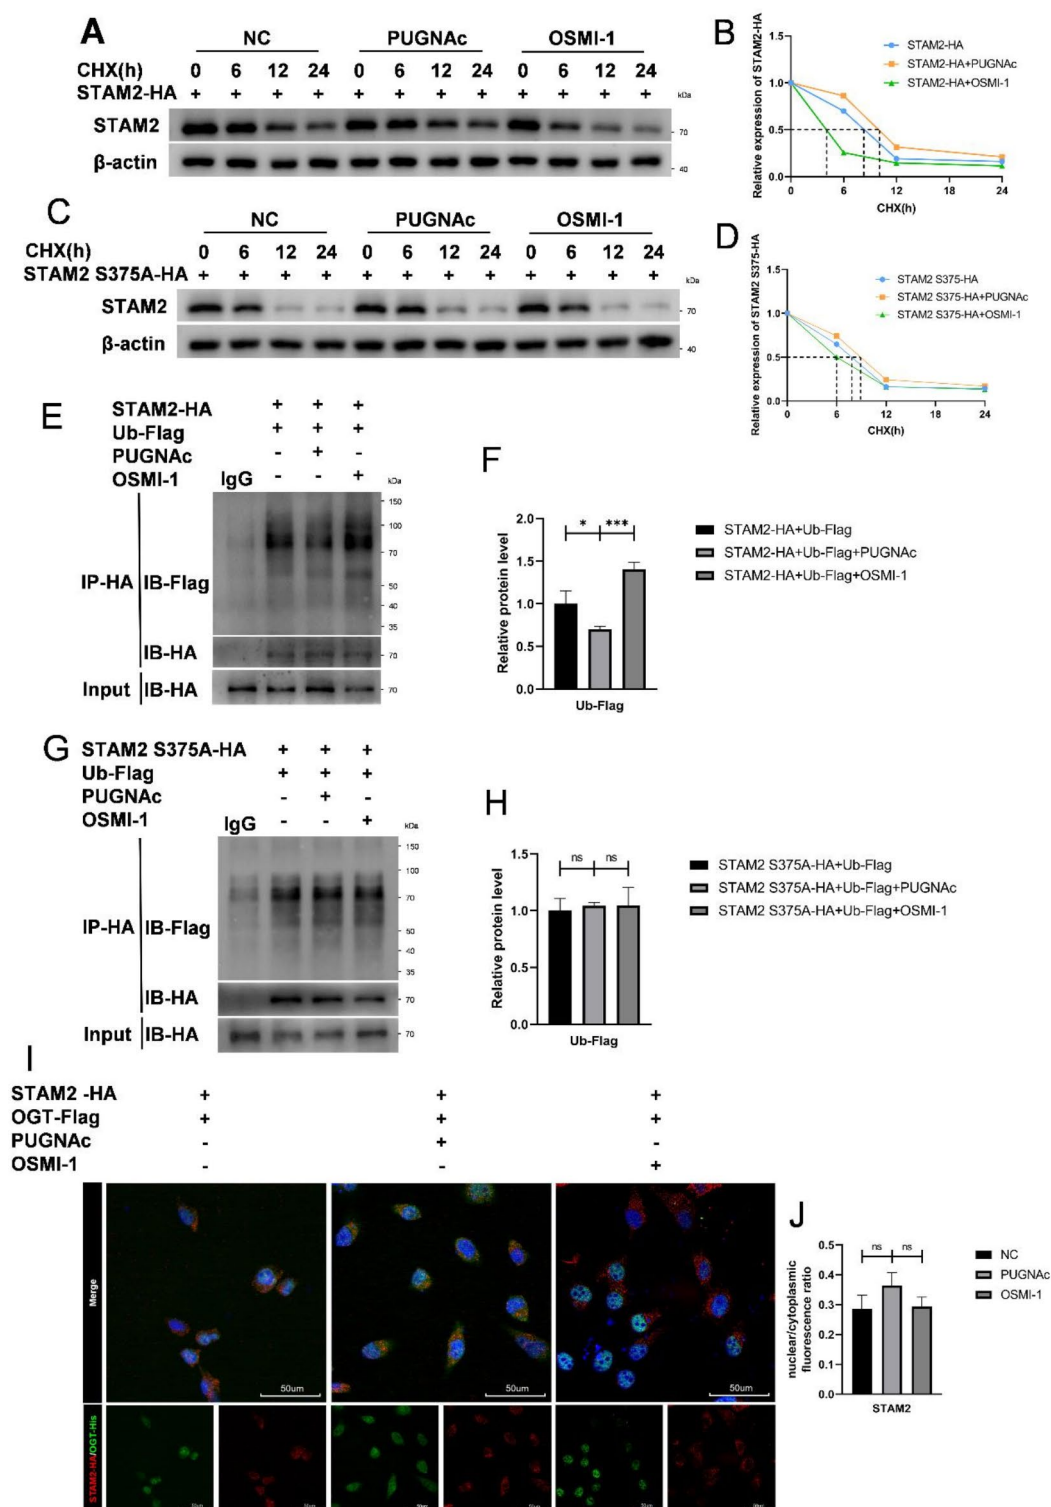 A
NC PUGNAc OSMI-1
CHX(h) 0 6 12 24 0 6 12 24 0 6 12 24
STAM2-HA + + + + + + + + + + + +
kDa
STAM2 70
β-actin 40
B
Relative expression of STAM2-HA
1.5
1.0
0.5
0.0
0 6 12 18 24
CHX(h)
STAM2-HA
STAM2-HA+PUGNAc
STAM2-HA+OSMI-1
C
NC PUGNAc OSMI-1
CHX(h) 0 6 12 24 0 6 12 24 0 6 12 24
STAM2 S375A-HA + + + + + + + + + + + +
kDa
STAM2 70
β-actin 40
D
Relative expression of STAM2 S375-HA
1.5
1.0
0.5
0.0
0 6 12 18 24
CHX(h)
STAM2 S375-HA
STAM2 S375-HA+PUGNAc
STAM2 S375-HA+OSMI-1
E
STAM2-HA + + +
Ub-Flag + + +
PUGNAc - + -
OSMI-1 IgG - - +
kDa
150
100
70
50
40
35
IP-HA IB-Flag
IB-HA 70
Input IB-HA 70
F
Relative protein level
2.0
1.5
1.0
0.5
0.0
* ***
Ub-Flag
STAM2-HA+Ub-Flag
STAM2-HA+Ub-Flag+PUGNAc
STAM2-HA+Ub-Flag+OSMI-1
G
STAM2 S375A-HA + + +
Ub-Flag + + +
PUGNAc - + -
OSMI-1 IgG - - +
kDa
150
100
70
50
40
35
IP-HA IB-Flag
IB-HA 70
Input IB-HA 70
H
Relative protein level
1.5
1.0
0.5
0.0
ns ns
Ub-Flag
STAM2 S375A-HA+Ub-Flag
STAM2 S375A-HA+Ub-Flag+PUGNAc
STAM2 S375A-HA+Ub-Flag+OSMI-1
I
STAM2 -HA + + +
OGT-Flag + + +
PUGNAc - + -
OSMI-1 - - +
Merge
50um 50um 50um
STAM2-HA/OGT-His
J
nuclear/cytoplasmic
fluorescence ratio
0.5
0.4
0.3
0.2
0.1
0.0
ns ns
STAM2
NC
PUGNAc
OSMI-1